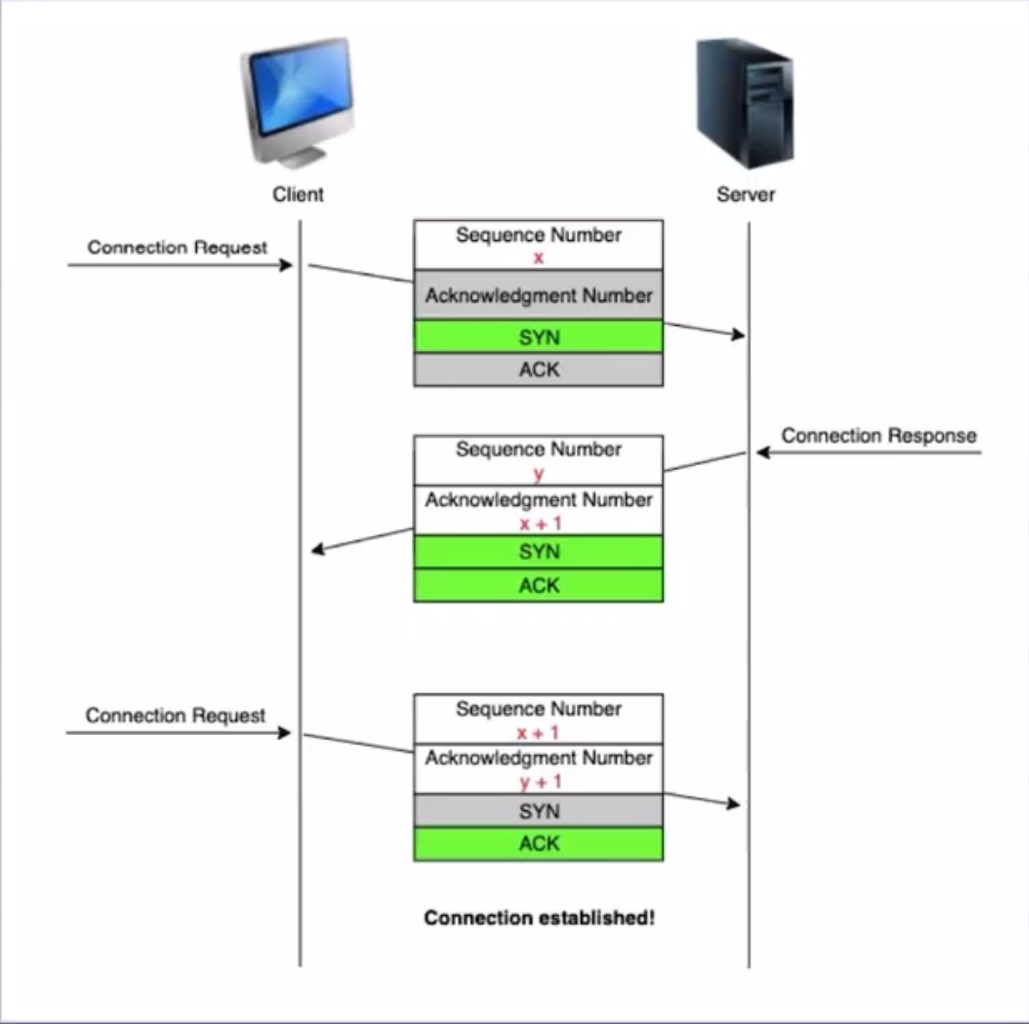 Client
Server
Connection Request
Sequence Number
x
Acknowledgment Number
SYN
ACK
Connection Response
Sequence Number
y
Acknowledgment Number
x + 1
SYN
ACK
Connection Request
Sequence Number
x + 1
Acknowledgment Number
y + 1
SYN
ACK
Connection established!